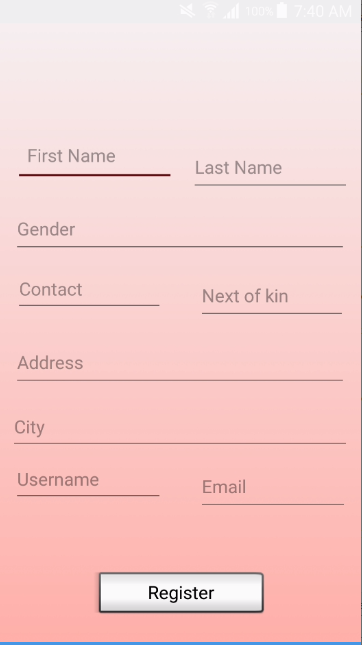 100% 7:40 AM
First Name
Last Name
Gender
Contact
Next of kin
Address
City
Username
Email
Register